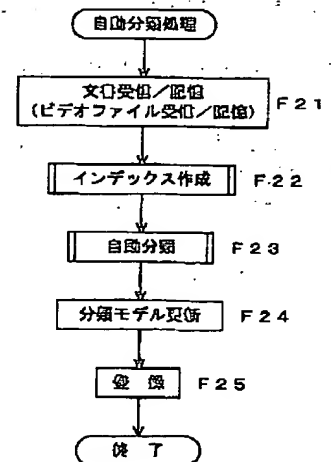 自動分類処理
文書受信/記憶
(ビデオファイル受信/記憶)
F21
インデックス作成
F22
自動分類
F23
分類モデル更新
F24
登録
F25
終了